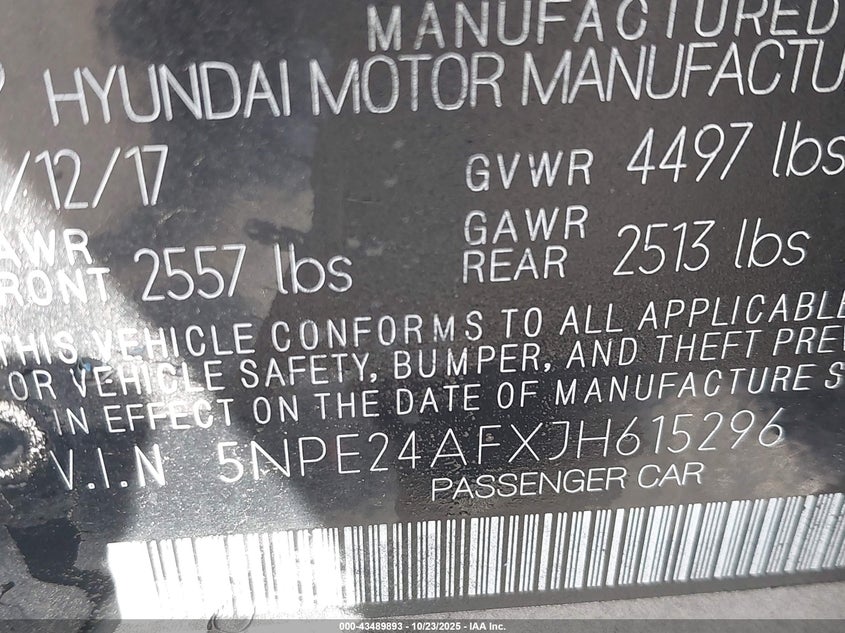 MANUFACTURED
HYUNDAI MOTOR MANUFACTU
/12/17
GVWR 4497 lbs
AWR
RONT 2557 lbs
GAWR
REAR 2513 lbs
THIS VEHICLE CONFORMS TO ALL APPLICABLE
OR VEHICLE SAFETY, BUMPER, AND THEFT PREV
IN EFFECT ON THE DATE OF MANUFACTURE S
V.I.N 5NPE24AFXJH615296
PASSENGER CAR
000-43489893 - 10/23/2025 - IAA Inc.